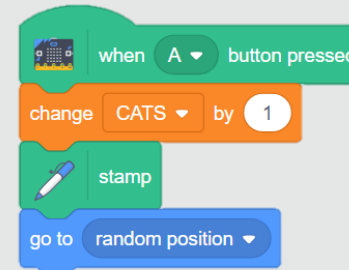 when A button pressed
change CATS by 1
stamp
go to random position